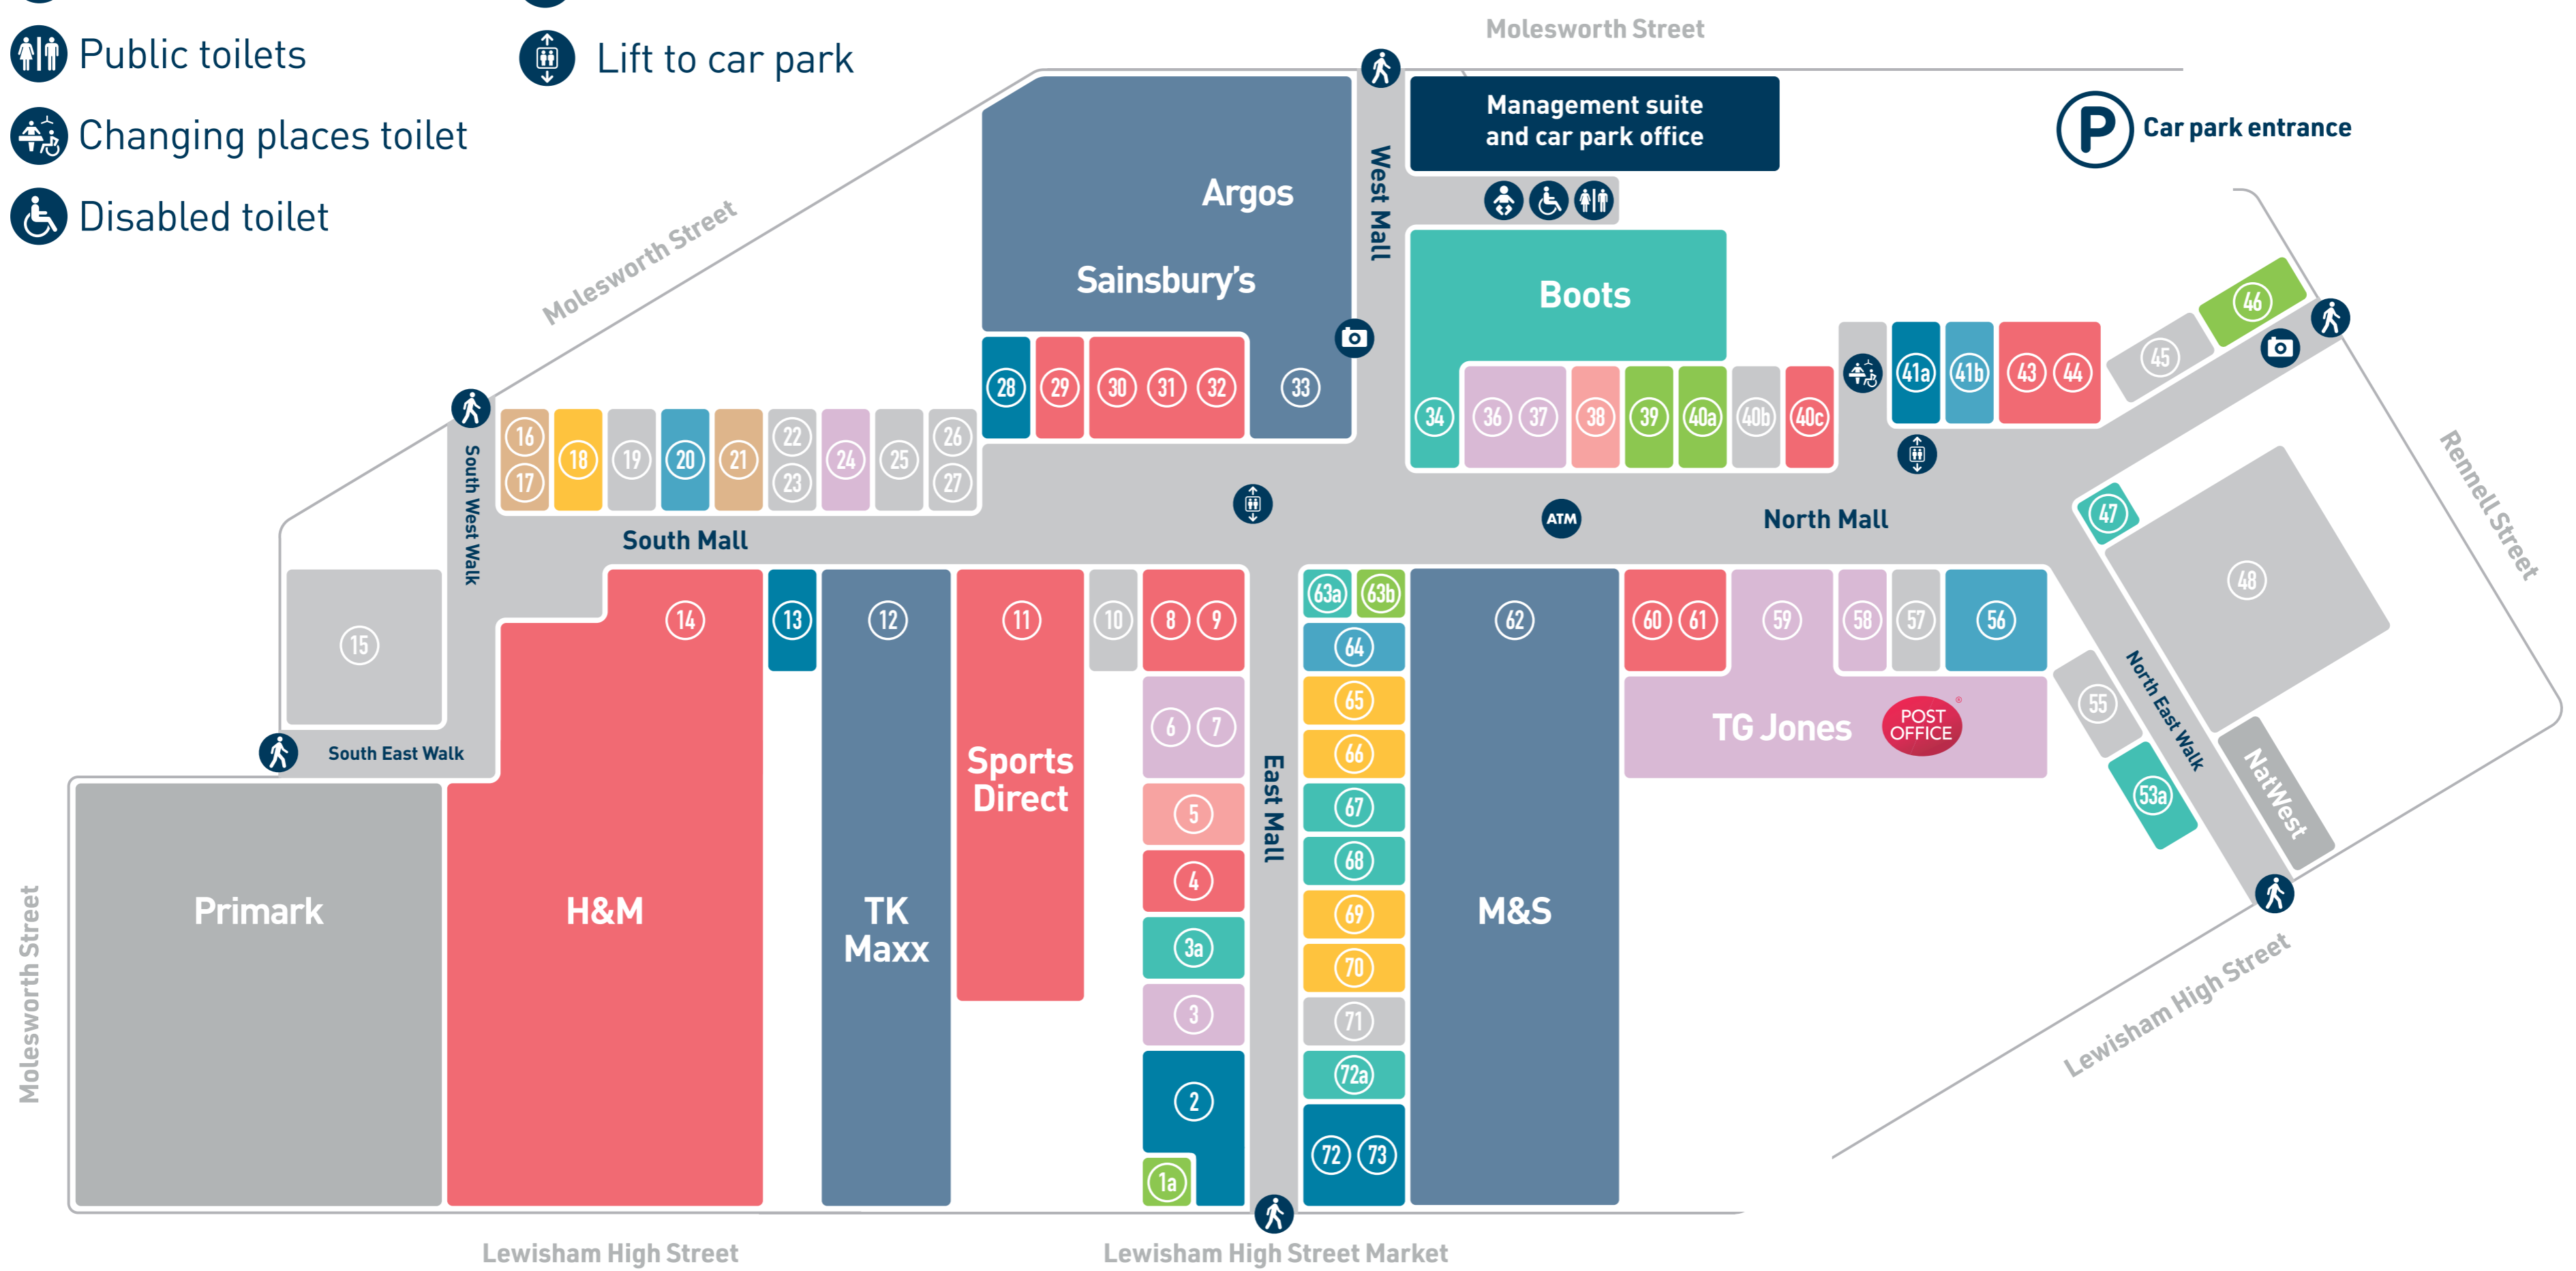 Public toilets
Lift to car park
Changing places toilet
Disabled toilet
Molesworth Street
Management suite
and car park office
P
Car park entrance
Molesworth Street
Argos
Sainsbury's
West Mall
Boots
46
45
28
29
30
31
32
33
34
36
37
38
39
40a
40b
40c
41a
41b
43
44
Rennell Street
16
17
18
19
20
21
22
23
24
25
26
27
South West Walk
South Mall
ATM
North Mall
47
48
15
14
13
12
11
10
8
9
63a
63b
62
60
61
59
58
57
56
64
65
66
67
68
69
70
71
72a
72
73
6
7
5
4
3a
3
2
1a
South East Walk
Sports
Direct
East Mall
TG Jones
POST
OFFICE
®
55
53a
North East Walk
NatWest
Primark
H&M
TK
Maxx
M&S
Molesworth Street
Lewisham High Street
Lewisham High Street
Lewisham High Street Market